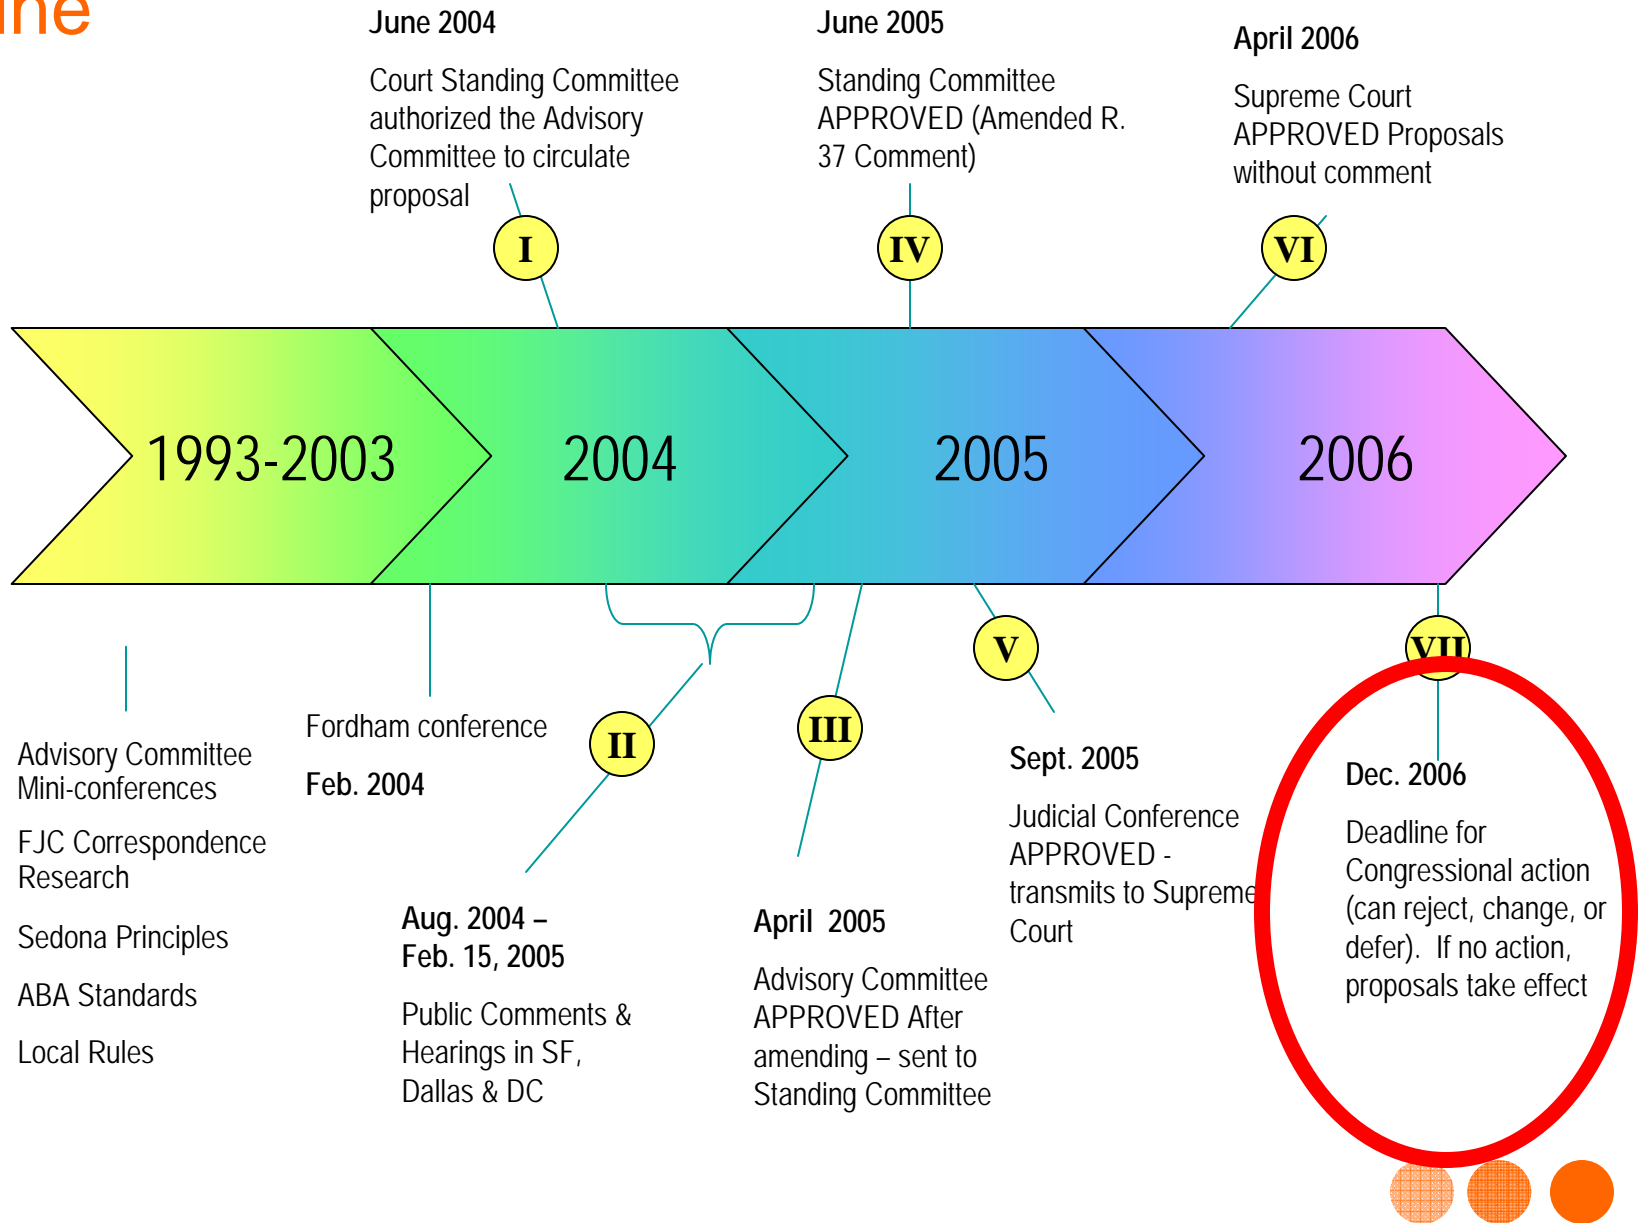 June 2004
Court Standing Committee
authorized the Advisory
Committee to circulate
proposal
I
June 2005
Standing Committee
APPROVED (Amended R.
37 Comment)
IV
April 2006
Supreme Court
APPROVED Proposals
without comment
VI
1993-2003
2004
2005
2006
Advisory Committee
Mini-conferences
FJC Correspondence
Research
Sedona Principles
ABA Standards
Local Rules
Fordham conference
Feb. 2004
II
Aug. 2004 –
Feb. 15, 2005
Public Comments &
Hearings in SF,
Dallas & DC
III
April 2005
Advisory Committee
APPROVED After
amending – sent to
Standing Committee
V
Sept. 2005
Judicial Conference
APPROVED -
transmits to Supreme
Court
VII
Dec. 2006
Deadline for
Congressional action
(can reject, change, or
defer). If no action,
proposals take effect